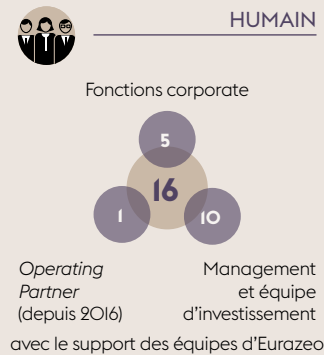 HUMAIN
Fonctions corporate
5
16
1
10
Operating
Partner
(depuis 2016)
Management
et équipe
d’investissement
avec le support des équipes d’Eurazeo